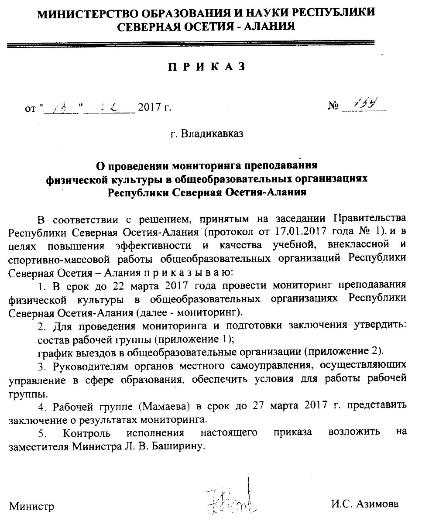 МИНИСТЕРСТВО ОБРАЗОВАНИЯ И НАУКИ РЕСПУБЛИКИ
СЕВЕРНАЯ ОСЕТИЯ - АЛАНИЯ
П Р И К А З
от " " 2017 г. №
г. Владикавказ
О проведении мониторинга преподавания
физической культуры в общеобразовательных организациях
Республики Северная Осетия-Алания
В соответствии с решением, принятым на заседании Правительства
Республики Северная Осетия-Алания (протокол от 17.01.2017 года № 1). и в
целях повышения эффективности и качества учебной, внеклассной и
спортивно-массовой работы общеобразовательных организаций Республики
Северная Осетия – Алания п р и к а з ы в а ю:
1. В срок до 22 марта 2017 года провести мониторинг преподавания
физической культуры в общеобразовательных организациях Республики
Северная Осетия-Алания (далее - мониторинг).
2. Для проведения мониторинга и подготовки заключения утвердить:
состав рабочей группы (приложение 1);
график выездов в общеобразовательные организации (приложение 2).
3. Руководителям органов местного самоуправления, осуществляющих
управление в сфере образования, обеспечить условия для работы рабочей
группы.
4. Рабочей группе (Мамаева) в срок до 27 марта 2017 г. представить
заключение о результатах мониторинга.
5. Контроль исполнения настоящего приказа возложить на
заместителя Министра Л. В. Баширину.
Министр И.С. Азимова